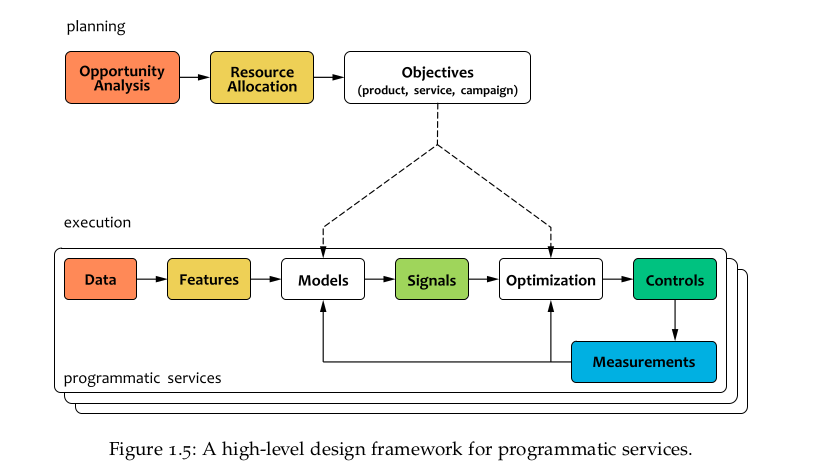 planning
Opportunity
Analysis
Resource
Allocation
Objectives
(product, service, campaign)
execution
Data
Features
Models
Signals
Optimization
Controls
Measurements
programmatic services
Figure 1.5: A high-level design framework for programmatic services.